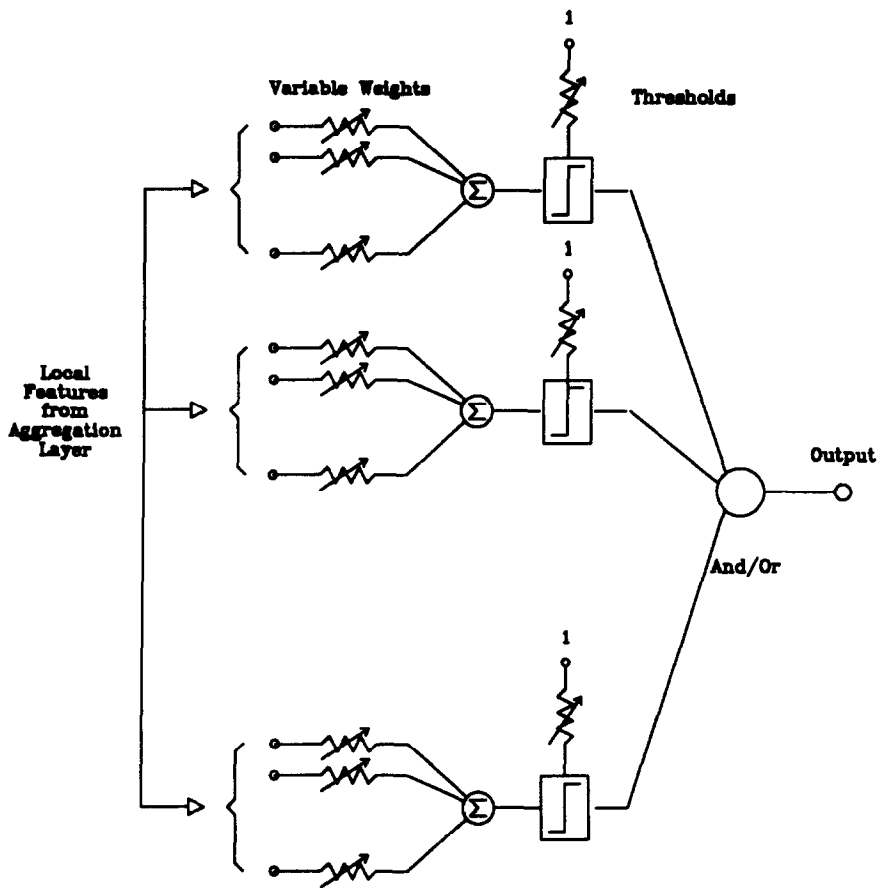 1
Variable Weights
Thresholds
Σ
1
Local
Features
from
Aggregation
Layer
Σ
Output
And/Or
1
Σ